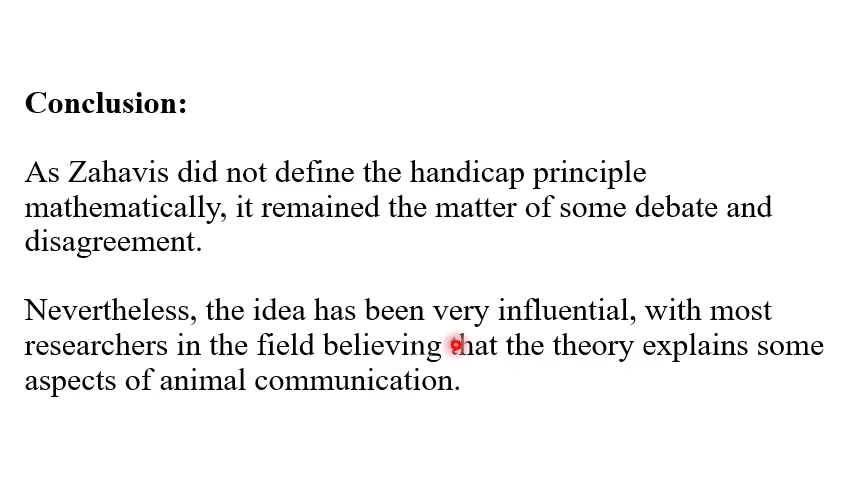 Conclusion:
As Zahavis did not define the handicap principle
mathematically, it remained the matter of some debate and
disagreement.
Nevertheless, the idea has been very influential, with most
researchers in the field believing that the theory explains some
aspects of animal communication.